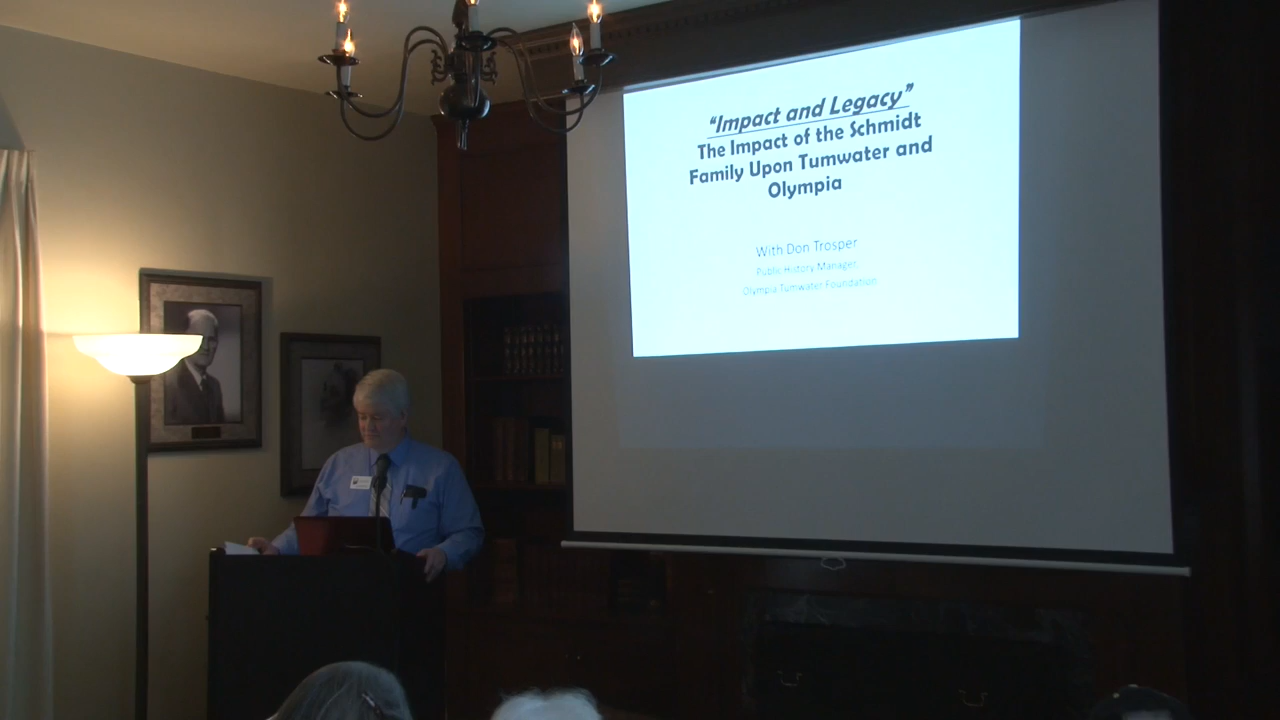 “Impact and Legacy”
The Impact of the Schmidt
Family Upon Tumwater and
Olympia
With Don Trosper
Public History Manager,
Olympia Tumwater Foundation